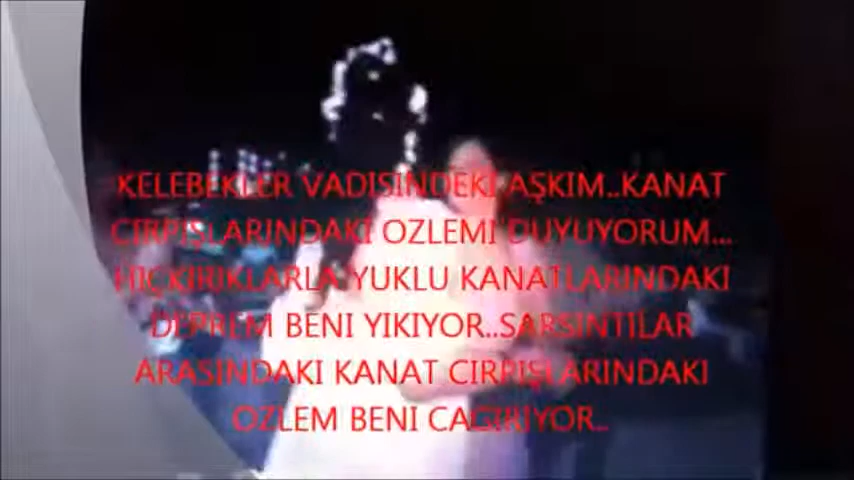 KELEBEKLER VADISINDEKI AŞKIM..KANAT
CIRPIŞLARINDAKI OZLEMI DUYUYORUM...
HIÇKIRIKLARLA YUKLU KANATLARINDAKI
DEPREM BENI YIKIYOR..SARSINTILAR
ARASINDAKI KANAT CIRPIŞLARINDAKI
OZLEM BENI CAGIRIYOR..